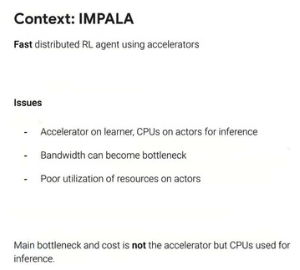 Context: IMPALA
Fast distributed RL agent using accelerators
Issues
- Accelerator on learner, CPUs on actors for inference
- Bandwidth can become bottleneck
- Poor utilization of resources on actors
Main bottleneck and cost is not the accelerator but CPUs used for
inference.